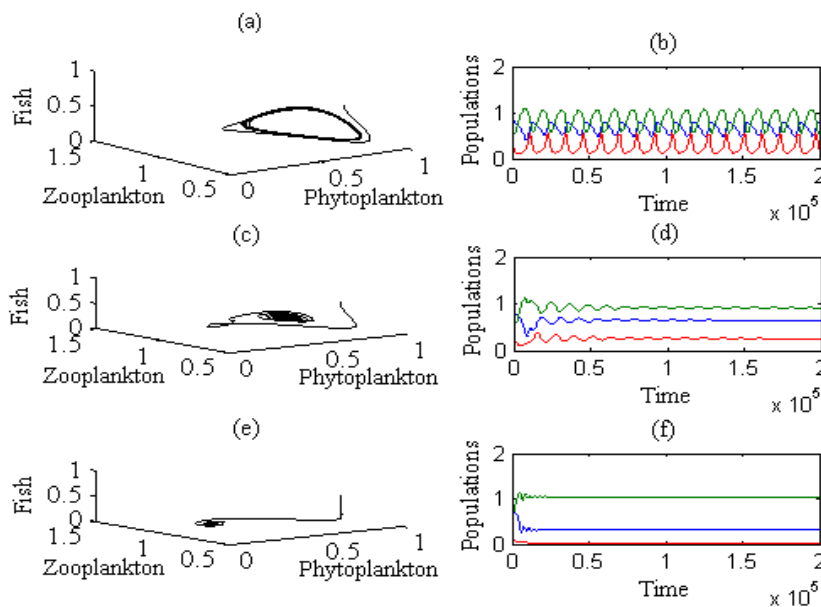 (a)
Fish
1
0.5
0
1.5
1
0.5
0
0.5
1
Zooplankton
Phytoplankton
(b)
Populations
2
1
0
0
0.5
1
1.5
2
Time
x 10^5
(c)
Fish
1
0.5
0
1.5
1
0.5
0
0.5
1
Zooplankton
Phytoplankton
(d)
Populations
2
1
0
0
0.5
1
1.5
2
Time
x 10^5
(e)
Fish
1
0.5
0
1.5
1
0.5
0
0.5
1
Zooplankton
Phytoplankton
(f)
Populations
2
1
0
0
0.5
1
1.5
2
Time
x 10^5